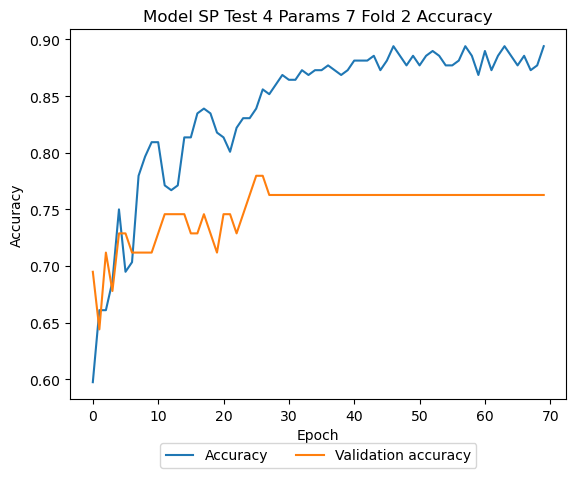 Model SP Test 4 Params 7 Fold 2 Accuracy
0.90
0.85
0.80
0.75
0.70
0.65
0.60
Accuracy
0 10 20 30 40 50 60 70
Epoch
Accuracy Validation accuracy